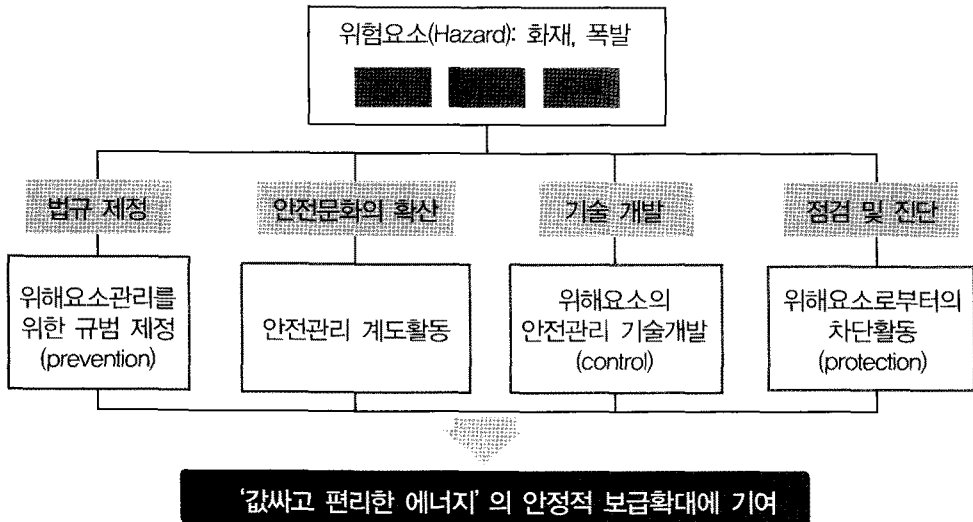 위험요소(Hazard): 화재, 폭발
법규 제정
안전문화의 확산
기술 개발
점검 및 진단
위해요소관리를
위한 규범 제정
(prevention)
안전관리 계도활동
위해요소의
안전관리 기술개발
(control)
위해요소로부터의
차단활동
(protection)
‘값싸고 편리한 에너지’ 의 안정적 보급확대에 기여